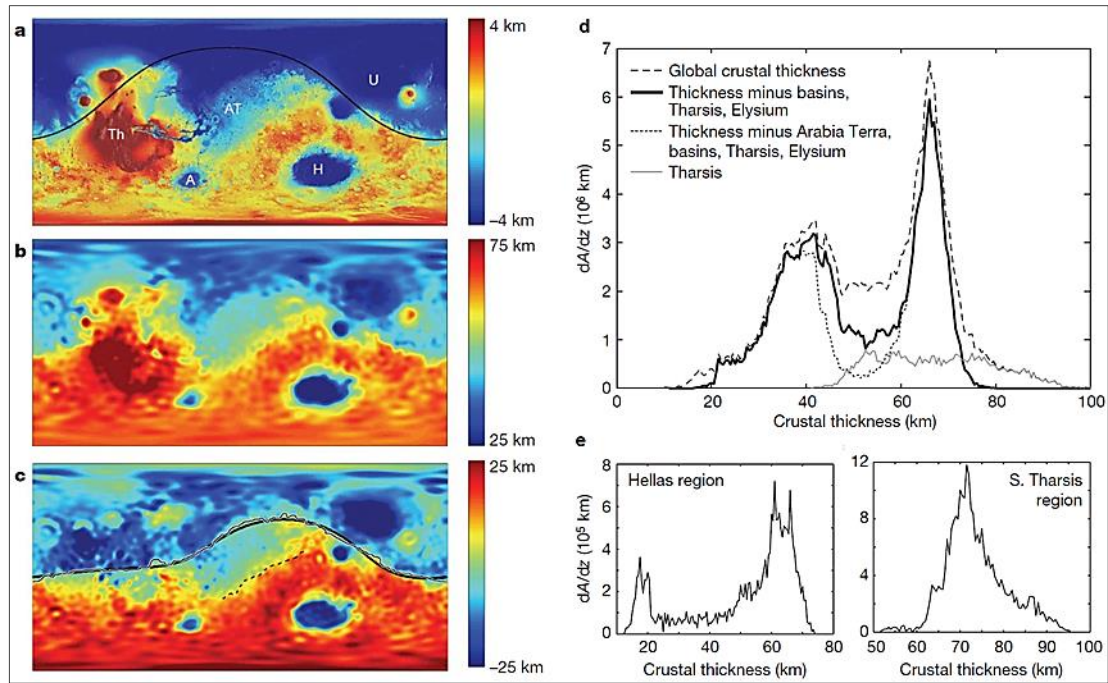 a
4 km
U
AT
Th
A
H
–4 km
b
75 km
25 km
c
25 km
–25 km
d
7
6
5
4
3
2
1
0
dA/dz (10⁶ km)
Global crustal thickness
Thickness minus basins,
Tharsis, Elysium
Thickness minus Arabia Terra,
basins, Tharsis, Elysium
Tharsis
0 20 40 60 80 100
Crustal thickness (km)
e
Hellas region
8
6
4
2
0
dA/dz (10⁵ km)
20 40 60 80
Crustal thickness (km)
S. Tharsis
region
12
8
4
0
50 60 70 80 90 100
Crustal thickness (km)